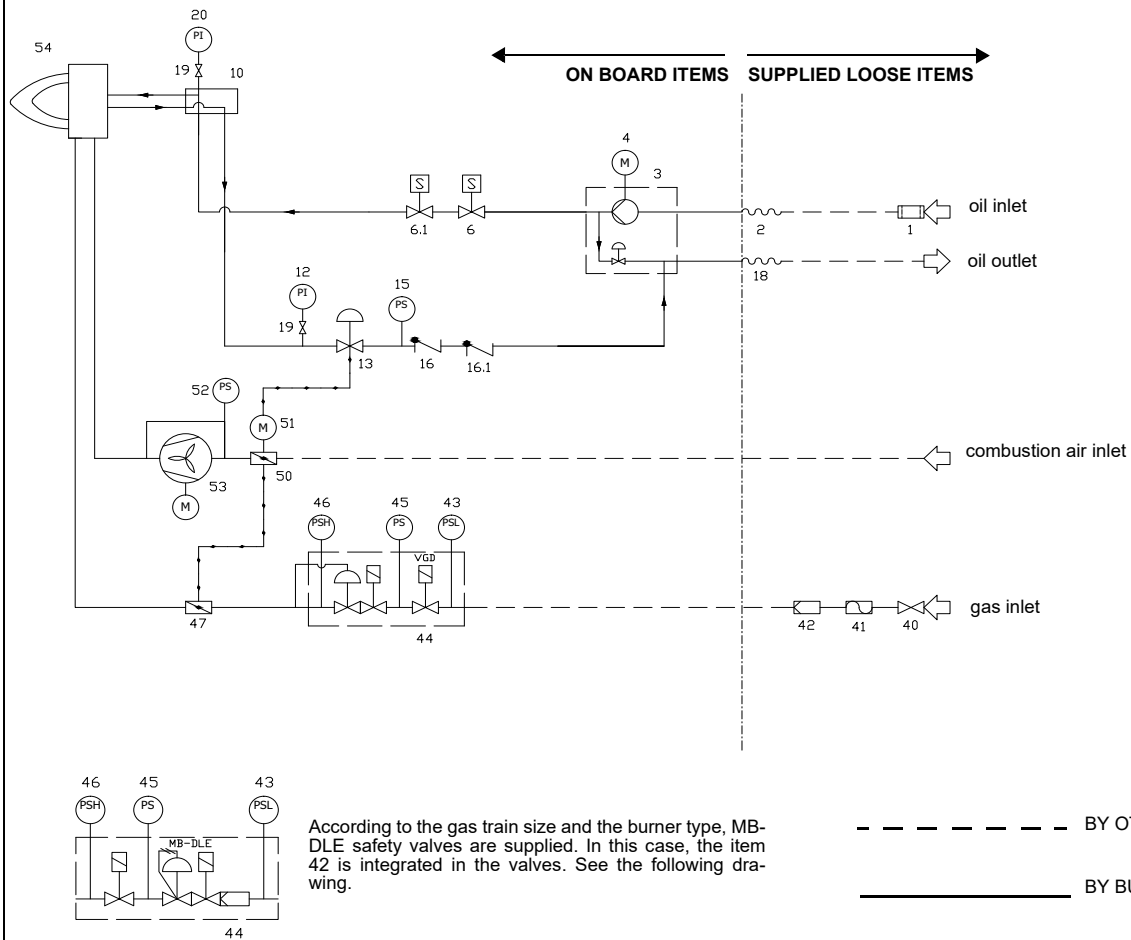 20
54
PI
19
10
ON BOARD ITEMS
SUPPLIED LOOSE ITEMS
4
M
3
S
S
6.1
6
2
1
oil inlet
18
oil outlet
12
PI
19
15
PS
13
16
16.1
52
PS
M
51
53
50
M
combustion air inlet
46
PSH
45
PS
43
PSL
VGD
47
44
42
41
40
gas inlet
46
PSH
45
PS
43
PSL
MB-DLE
44
According to the gas train size and the burner type, MB-
DLE safety valves are supplied. In this case, the item
42 is integrated in the valves. See the following dra-
wing.
BY
BY